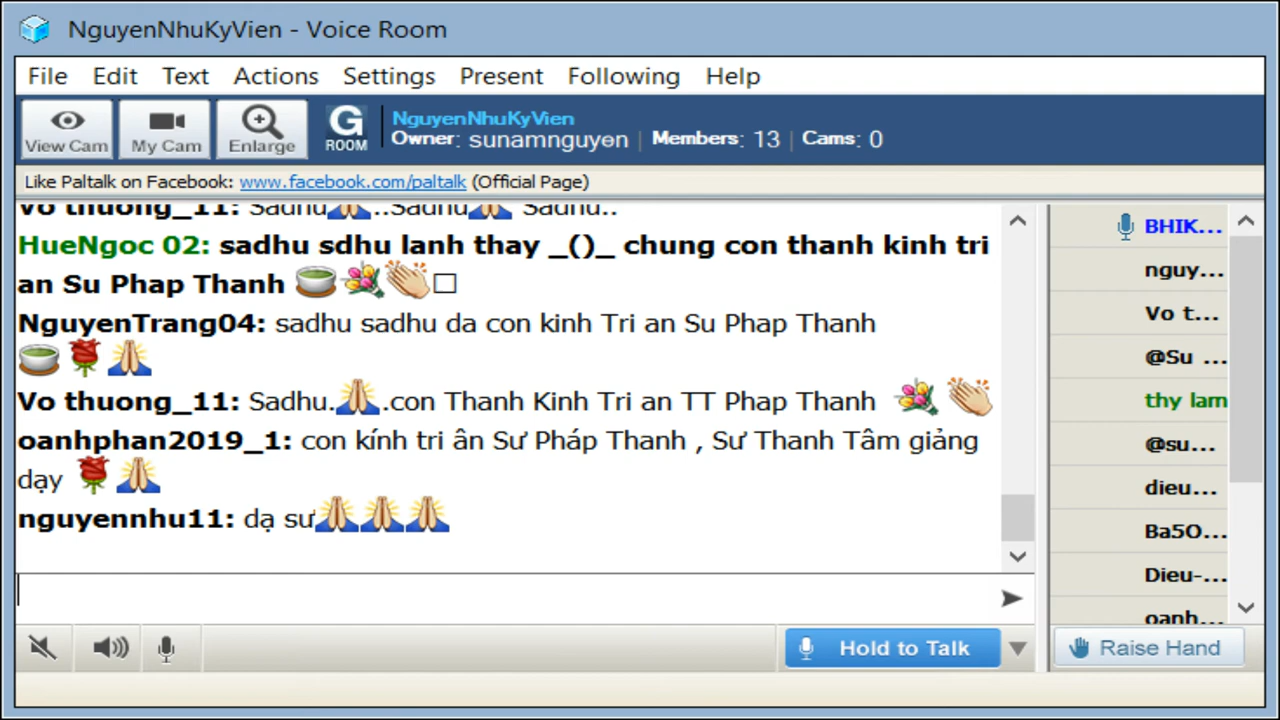 NguyenNhuKyVien - Voice Room
File Edit Text Actions Settings Present Following Help
View Cam
My Cam
Enlarge
G
ROOM
NguyenNhuKyVien
Owner: sunamnguyen | Members: 13 | Cams: 0
Like Paltalk on Facebook: www.facebook.com/paltalk (Official Page)
Vo thuong_11: Sadhu🙏..Sadhu🙏 Sadhu..
HueNgoc 02: sadhu sdhu lanh thay _()_ chung con thanh kinh tri
an Su Phap Thanh 🍵💐👏□
NguyenTrang04: sadhu sadhu da con kinh Tri an Su Phap Thanh
🍵🌹🙏
Vo thuong_11: Sadhu.🙏.con Thanh Kinh Tri an TT Phap Thanh 💐 👏
oanhphan2019_1: con kính tri ân Sư Pháp Thanh , Sư Thanh Tâm giảng
dạy 🌹🙏
nguyennhu11: dạ sư🙏🙏🙏
BHIK...
nguy...
Vo t...
@Su ...
thy lam
@su...
dieu...
Ba5O...
Dieu-...
oanh...
Hold to Talk
Raise Hand